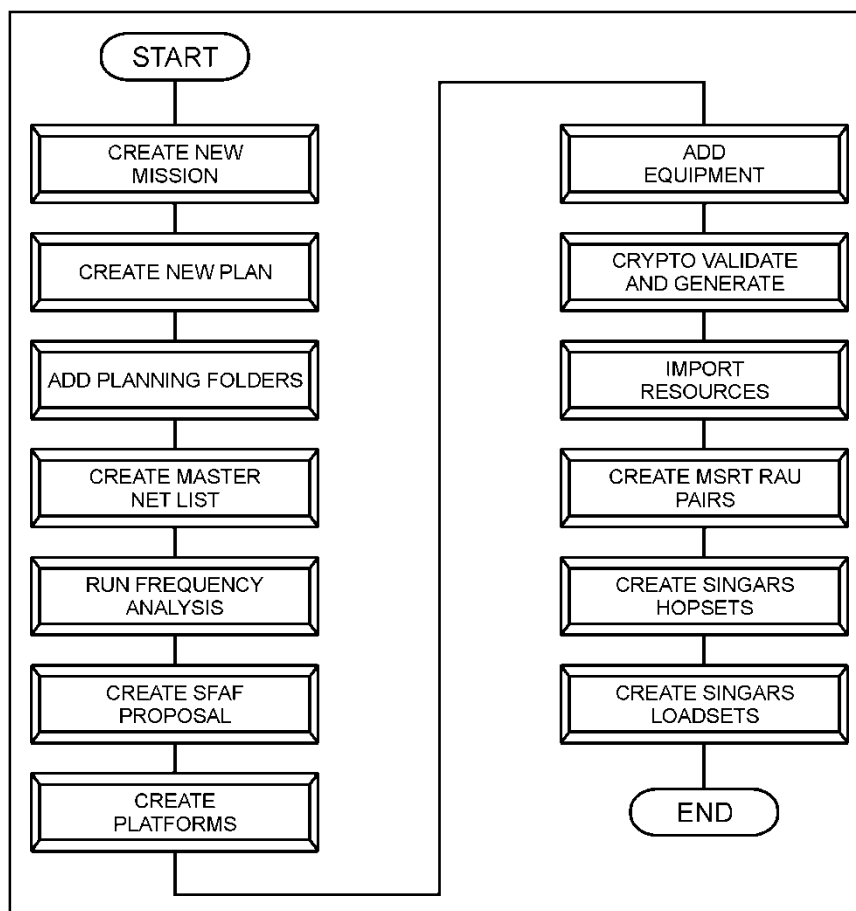 START
CREATE NEW
MISSION
CREATE NEW PLAN
ADD PLANNING FOLDERS
CREATE MASTER
NET LIST
RUN FREQUENCY
ANALYSIS
CREATE SFAF
PROPOSAL
CREATE
PLATFORMS
ADD
EQUIPMENT
CRYPTO VALIDATE
AND GENERATE
IMPORT
RESOURCES
CREATE MSRT RAU
PAIRS
CREATE SINGARS
HOPSETS
CREATE SINGARS
LOADSETS
END